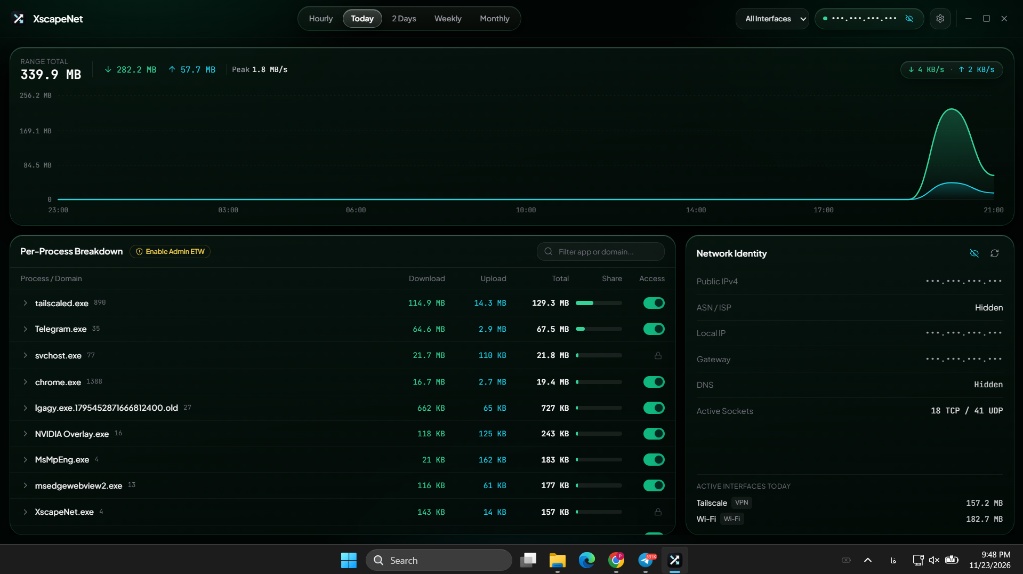 XscapeNet
Hourly Today 2 Days Weekly Monthly
All Interfaces •••.•••.•••.•••
RANGE TOTAL
339.9 MB ↓ 282.2 MB ↑ 57.7 MB Peak 1.8 MB/s
↓ 4 KB/s · ↑ 2 KB/s
256.2 MB
169.1 MB
84.5 MB
0
23:00 03:00 06:00 10:00 14:00 17:00 21:00
Per-Process Breakdown Enable Admin ETW Filter app or domain...
Process / Domain Download Upload Total Share Access
tailscaled.exe 898 114.9 MB 14.3 MB 129.3 MB
Telegram.exe 35 64.6 MB 2.9 MB 67.5 MB
svchost.exe 77 21.7 MB 110 KB 21.8 MB
chrome.exe 1388 16.7 MB 2.7 MB 19.4 MB
lgagy.exe.1795452871666812400.old 27 662 KB 65 KB 727 KB
NVIDIA Overlay.exe 16 118 KB 125 KB 243 KB
MsMpEng.exe 4 21 KB 162 KB 183 KB
msedgewebview2.exe 13 116 KB 61 KB 177 KB
XscapeNet.exe 4 143 KB 14 KB 157 KB
Network Identity
Public IPv4 •••.•••.•••.•••
ASN / ISP Hidden
Local IP •••.•••.•••.•••
Gateway •••.•••.•••.•••
DNS Hidden
Active Sockets 18 TCP / 41 UDP
ACTIVE INTERFACES TODAY
Tailscale VPN 157.2 MB
Wi-Fi Wi-Fi 182.7 MB
Search
9:48 PM
11/23/2026